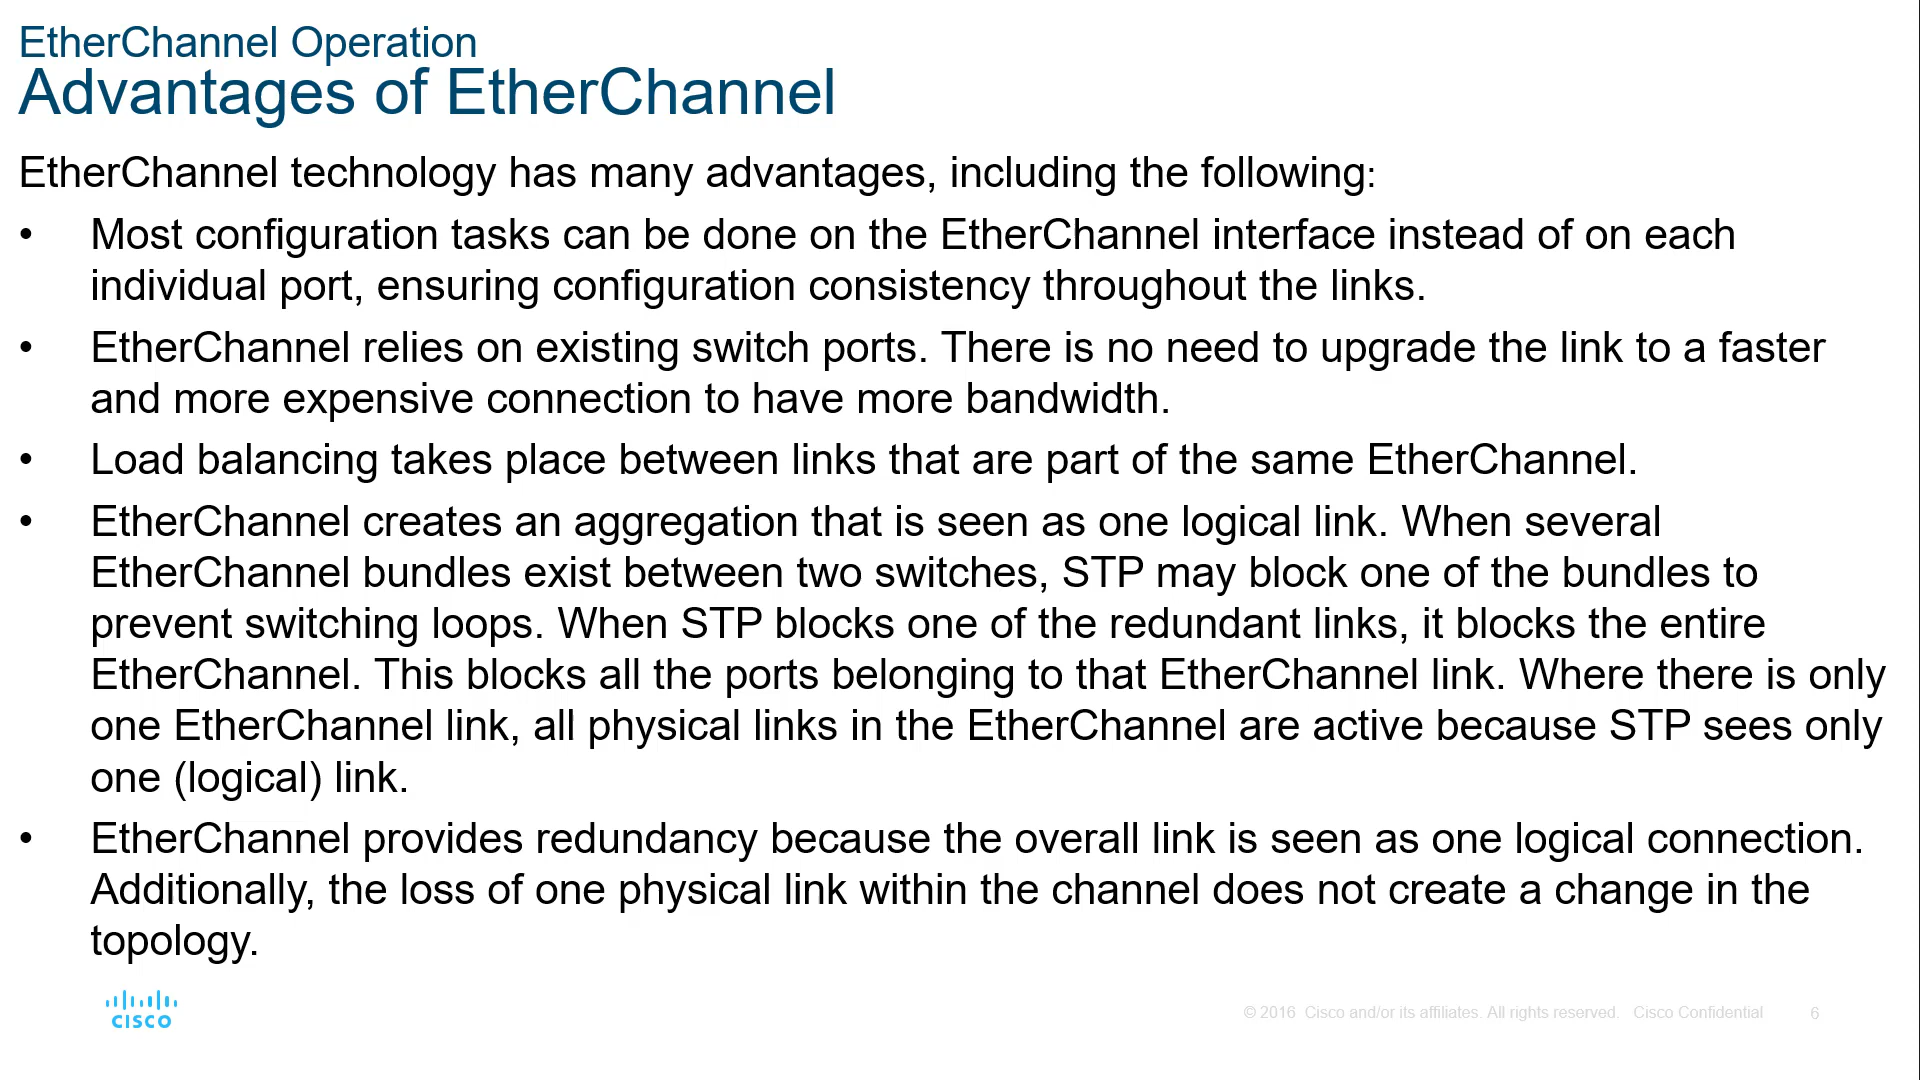 EtherChannel Operation
Advantages of EtherChannel
EtherChannel technology has many advantages, including the following:
• Most configuration tasks can be done on the EtherChannel interface instead of on each
individual port, ensuring configuration consistency throughout the links.
• EtherChannel relies on existing switch ports. There is no need to upgrade the link to a faster
and more expensive connection to have more bandwidth.
• Load balancing takes place between links that are part of the same EtherChannel.
• EtherChannel creates an aggregation that is seen as one logical link. When several
EtherChannel bundles exist between two switches, STP may block one of the bundles to
prevent switching loops. When STP blocks one of the redundant links, it blocks the entire
EtherChannel. This blocks all the ports belonging to that EtherChannel link. Where there is only
one EtherChannel link, all physical links in the EtherChannel are active because STP sees only
one (logical) link.
• EtherChannel provides redundancy because the overall link is seen as one logical connection.
Additionally, the loss of one physical link within the channel does not create a change in the
topology.
CISCO
© 2016 Cisco and/or its affiliates. All rights reserved. Cisco Confidential 6